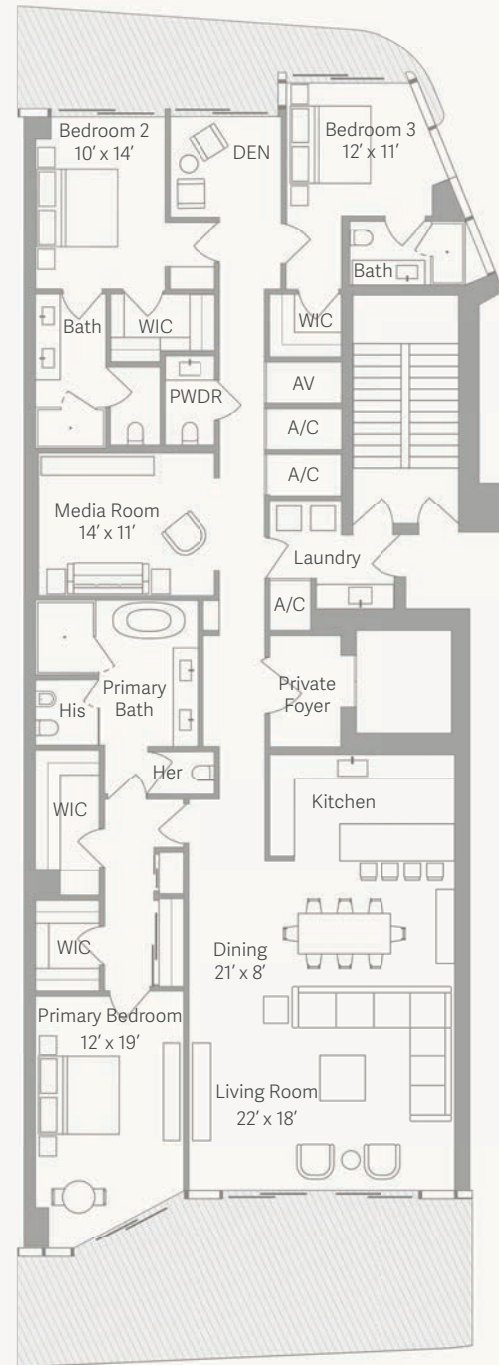 Bedroom 2
10’ x 14’
DEN
Bedroom 3
12’ x 11’
Bath
Bath
WIC
WIC
PWDR
AV
A/C
A/C
Media Room
14’ x 11’
Laundry
A/C
Primary
Bath
His
Private
Foyer
Her
WIC
Kitchen
WIC
Dining
21’ x 8’
Primary Bedroom
12’ x 19’
Living Room
22’ x 18’